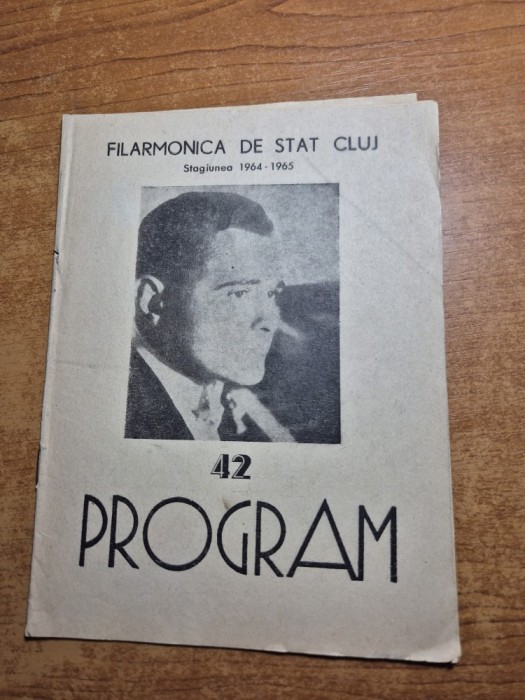 FILARMONICA DE STAT CLUJ
Stagiunea 1964-1965
42
PROGRAM